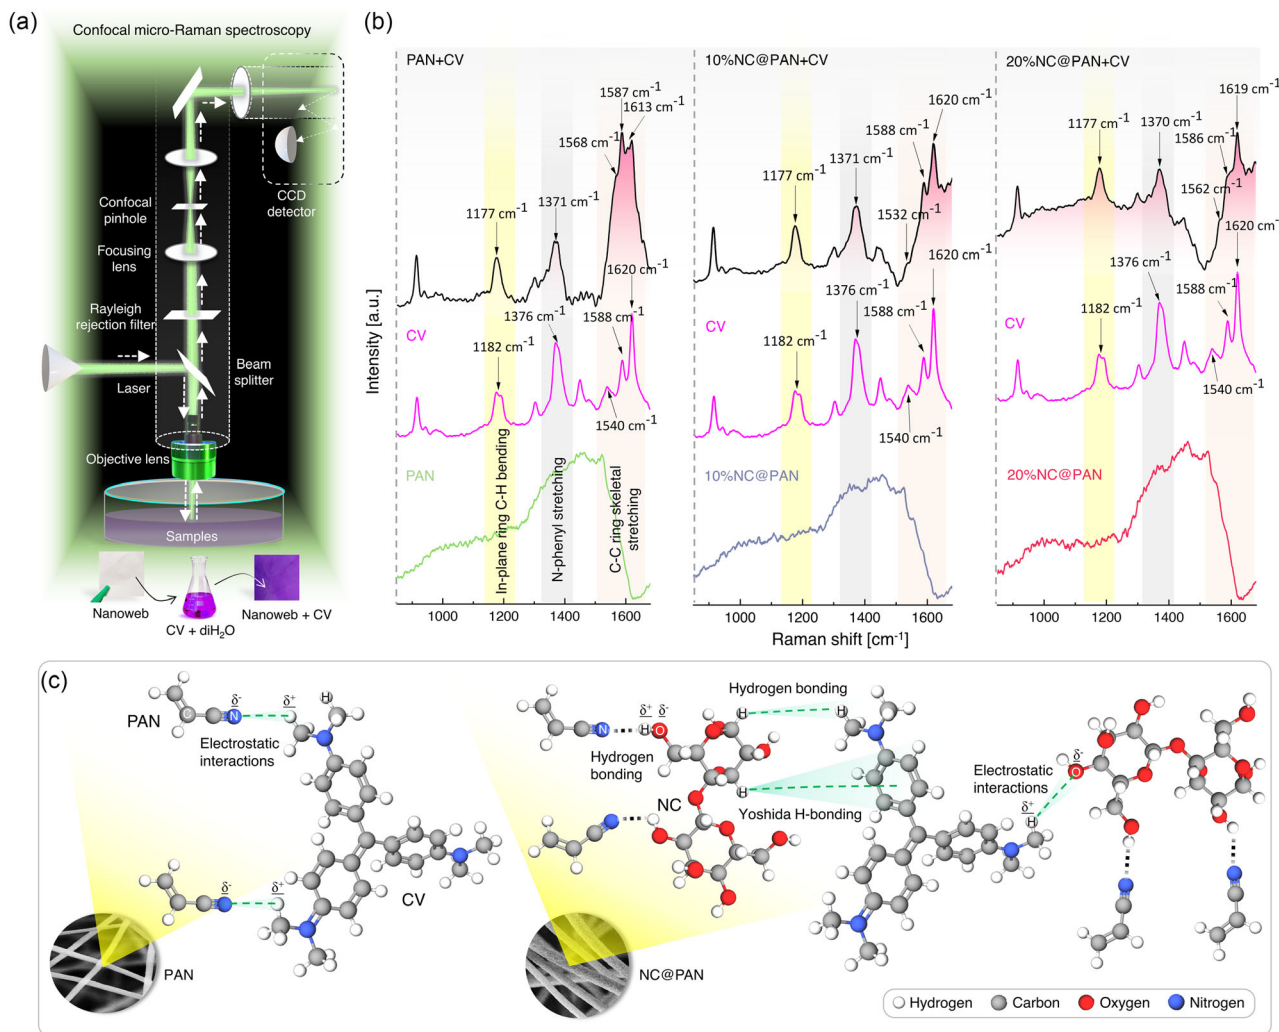 (a)
Confocal micro-Raman spectroscopy
CCD
detector
Confocal
pinhole
Focusing
lens
Rayleigh
rejection filter
Laser
Beam
splitter
Objective lens
Samples
Nanoweb
CV + diH₂O
Nanoweb + CV
(b)
Intensity [a.u.]
PAN+CV
1587 cm⁻¹
1613 cm⁻¹
1568 cm⁻¹
1371 cm⁻¹
1177 cm⁻¹
1620 cm⁻¹
CV
1376 cm⁻¹
1588 cm⁻¹
1182 cm⁻¹
1540 cm⁻¹
PAN
In-plane ring C-H bending
N-phenyl stretching
C-C ring skeletal
stretching
1000
1200
1400
1600
10%NC@PAN+CV
1620 cm⁻¹
1588 cm⁻¹
1371 cm⁻¹
1177 cm⁻¹
1532 cm⁻¹
1620 cm⁻¹
1376 cm⁻¹
1588 cm⁻¹
CV
1182 cm⁻¹
1540 cm⁻¹
10%NC@PAN
1000
1200
1400
1600
20%NC@PAN+CV
1619 cm⁻¹
1370 cm⁻¹
1177 cm⁻¹
1586 cm⁻¹
1562 cm⁻¹
1620 cm⁻¹
1376 cm⁻¹
1588 cm⁻¹
1182 cm⁻¹
CV
1540 cm⁻¹
20%NC@PAN
1000
1200
1400
1600
Raman shift [cm⁻¹]
(c)
PAN
C
N
δ⁻
δ⁺
H
Electrostatic
interactions
δ⁻
δ⁺
CV
PAN
N
δ⁺
δ⁻
H
O
Hydrogen
bonding
Hydrogen bonding
H
H
H
NC
Yoshida H-bonding
NC@PAN
Electrostatic
interactions
δ⁻
O
δ⁺
H
Hydrogen
Carbon
Oxygen
Nitrogen